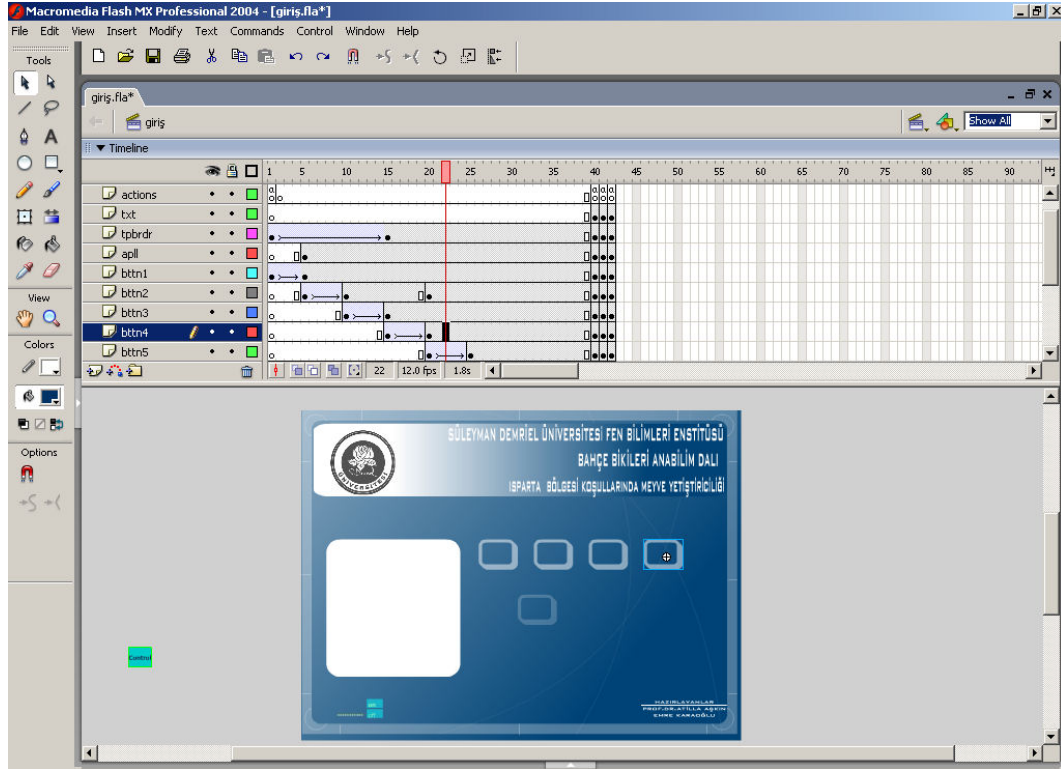 Macromedia Flash MX Professional 2004 - [giriş.fla*]
File Edit View Insert Modify Text Commands Control Window Help
Tools
giriş.fla*
giriş
Show All
Timeline
1 5 10 15 20 25 30 35 40 45 50 55 60 65 70 75 80 85 90
actions
txt
tpbrdr
apll
bttn1
bttn2
bttn3
bttn4
bttn5
22 12.0 fps 1.8s
View
Colors
Options
SÜLEYMAN DEMRİEL ÜNİVERSİTESİ FEN BİLİMLERİ ENSTİTÜSÜ
BAHÇE BİKİLERİ ANABİLİM DALI
ISPARTA BÖLGESİ KOŞULLARINDA MEYVE YETİŞTİRİCİLİĞİ
Control
HAZIRLAYANLAR
PROF.DR.ATİLLA AŞKIN
EMRE KARAOĞLU